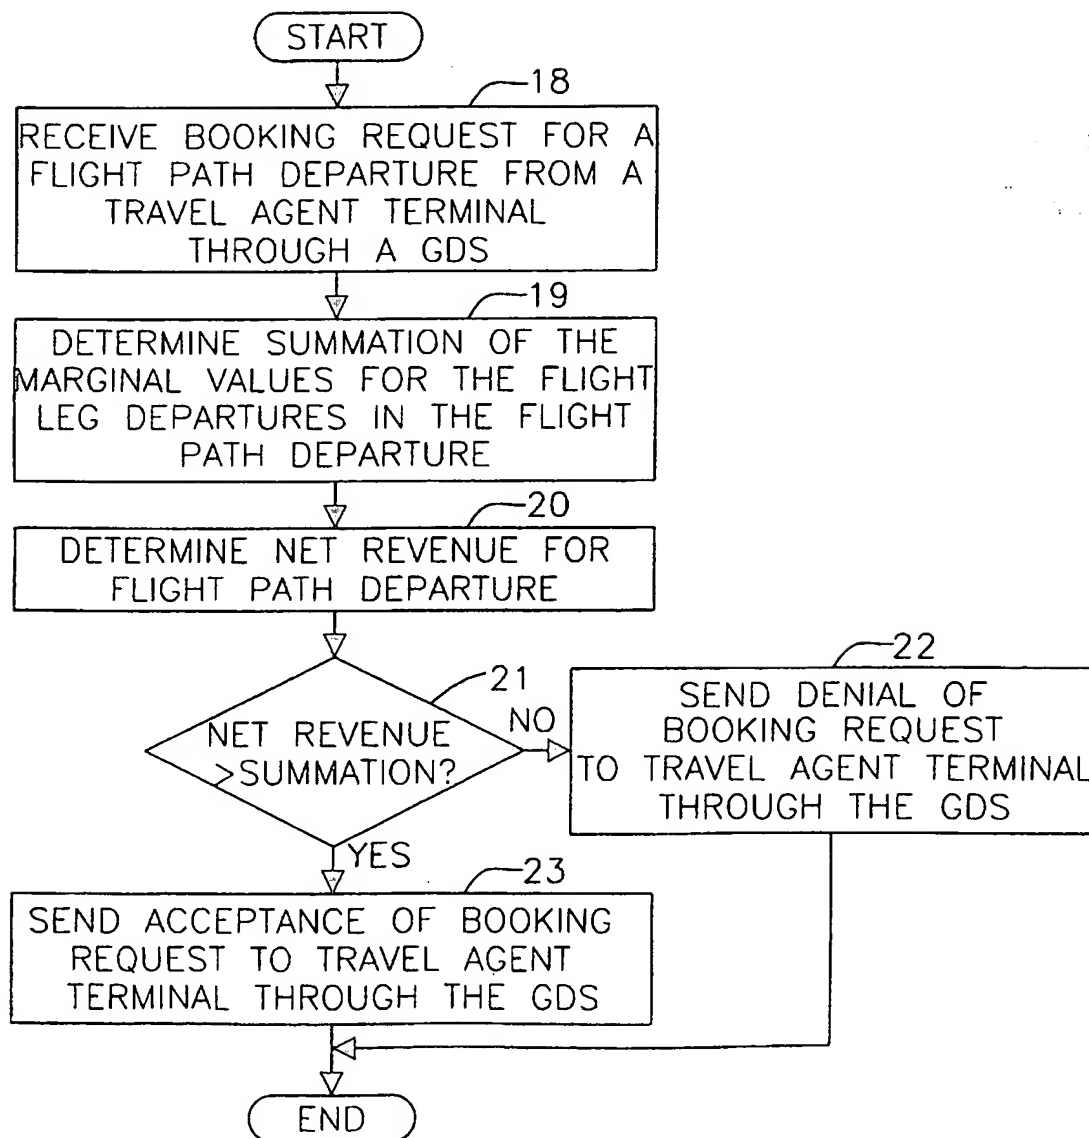 START
18
RECEIVE BOOKING REQUEST FOR A
FLIGHT PATH DEPARTURE FROM A
TRAVEL AGENT TERMINAL
THROUGH A GDS
19
DETERMINE SUMMATION OF THE
MARGINAL VALUES FOR THE FLIGHT
LEG DEPARTURES IN THE FLIGHT
PATH DEPARTURE
20
DETERMINE NET REVENUE FOR
FLIGHT PATH DEPARTURE
21
NET REVENUE
>SUMMATION?
NO
22
SEND DENIAL OF
BOOKING REQUEST
TO TRAVEL AGENT TERMINAL
THROUGH THE GDS
YES
23
SEND ACCEPTANCE OF BOOKING
REQUEST TO TRAVEL AGENT
TERMINAL THROUGH THE GDS
END